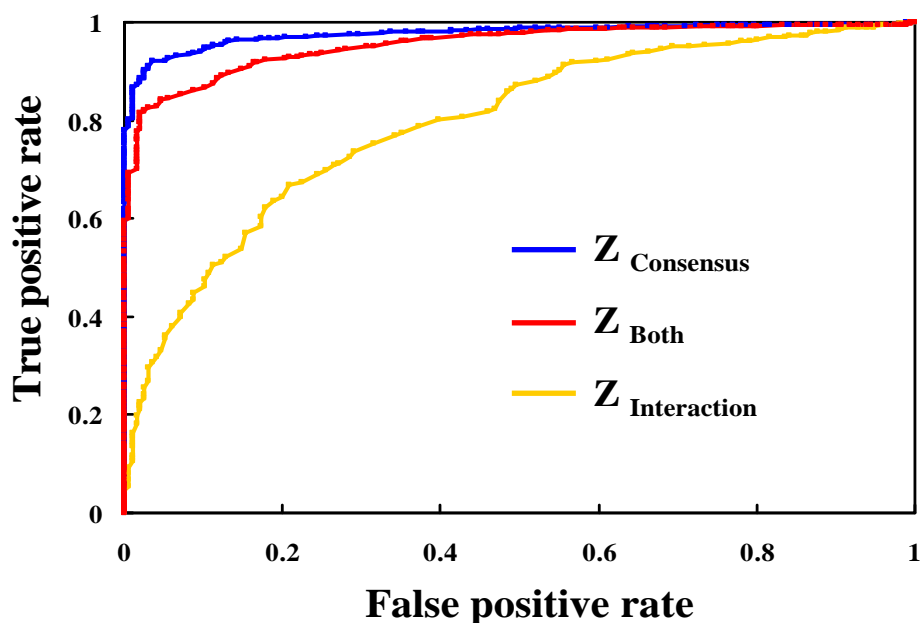 True positive rate
1
0.8
0.6
0.4
0.2
0
Z Consensus
Z Both
Z Interaction
0 0.2 0.4 0.6 0.8 1
False positive rate